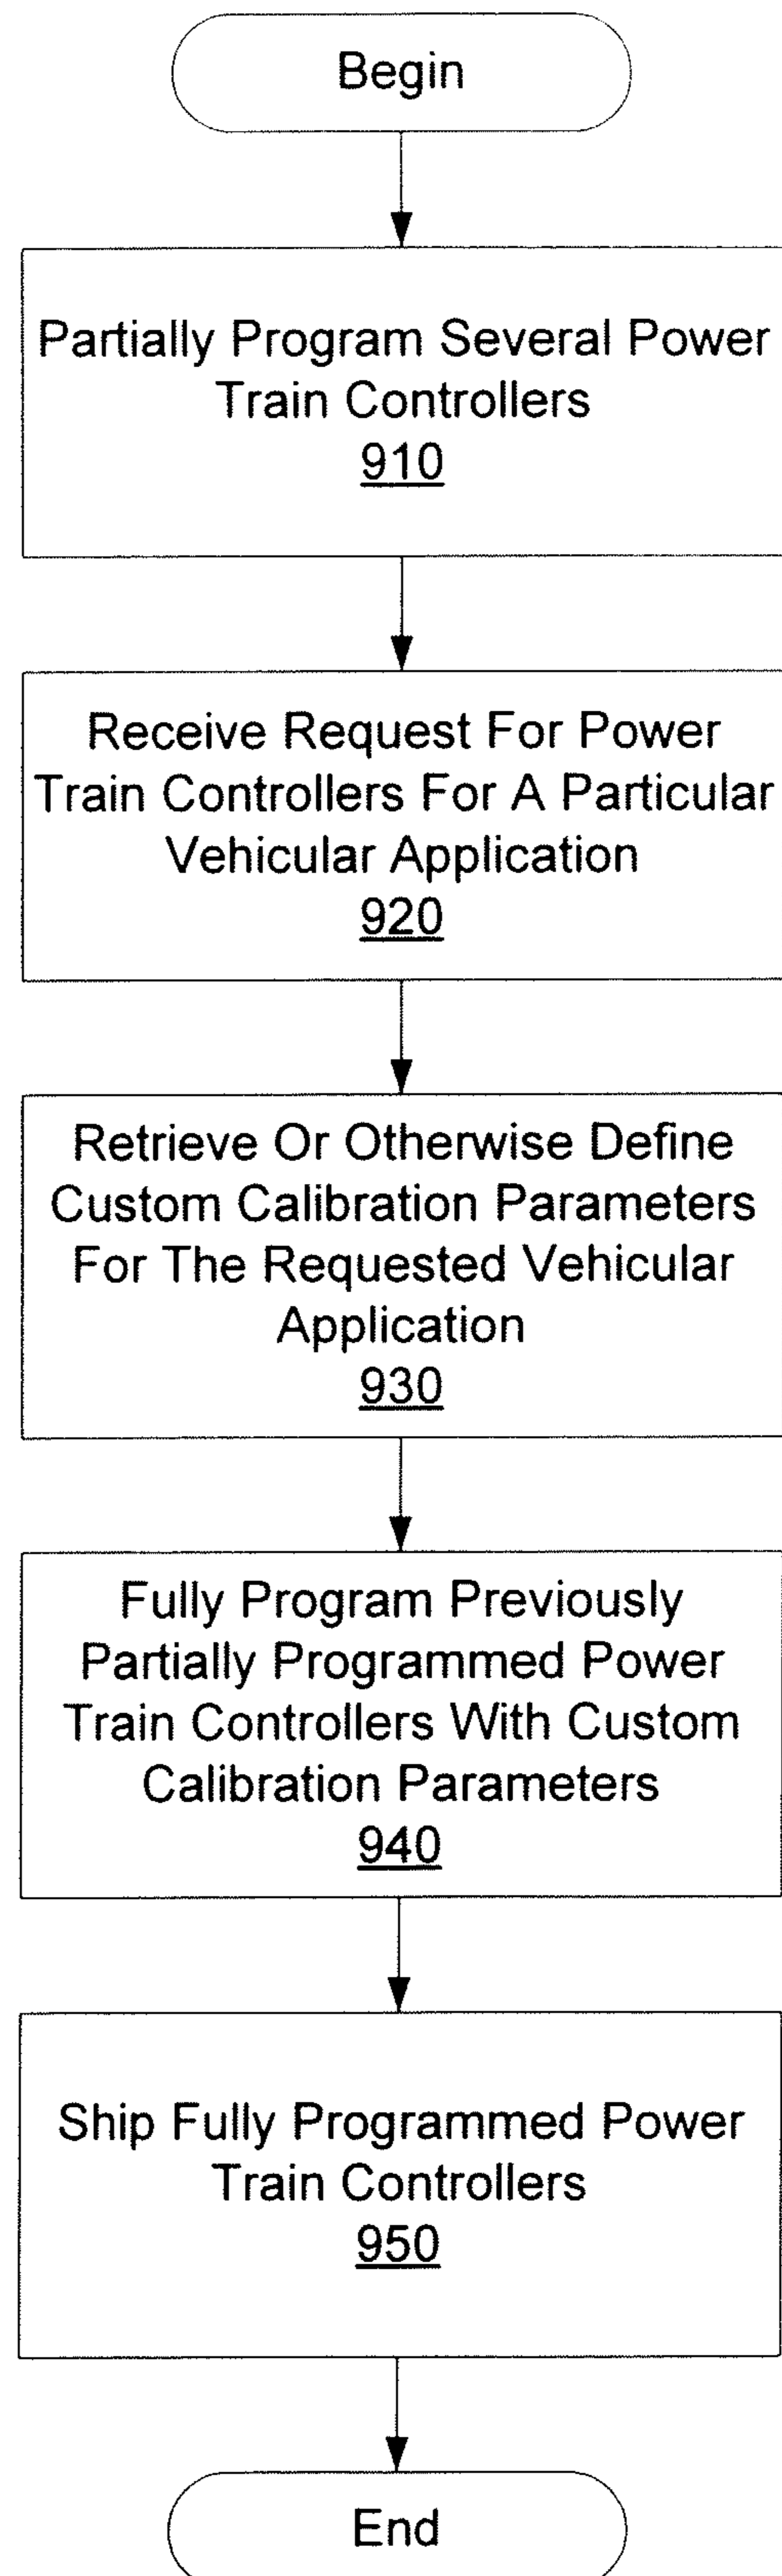 Begin
Partially Program Several Power
Train Controllers
910
Receive Request For Power
Train Controllers For A Particular
Vehicular Application
920
Retrieve Or Otherwise Define
Custom Calibration Parameters
For The Requested Vehicular
Application
930
Fully Program Previously
Partially Programmed Power
Train Controllers With Custom
Calibration Parameters
940
Ship Fully Programmed Power
Train Controllers
950
End